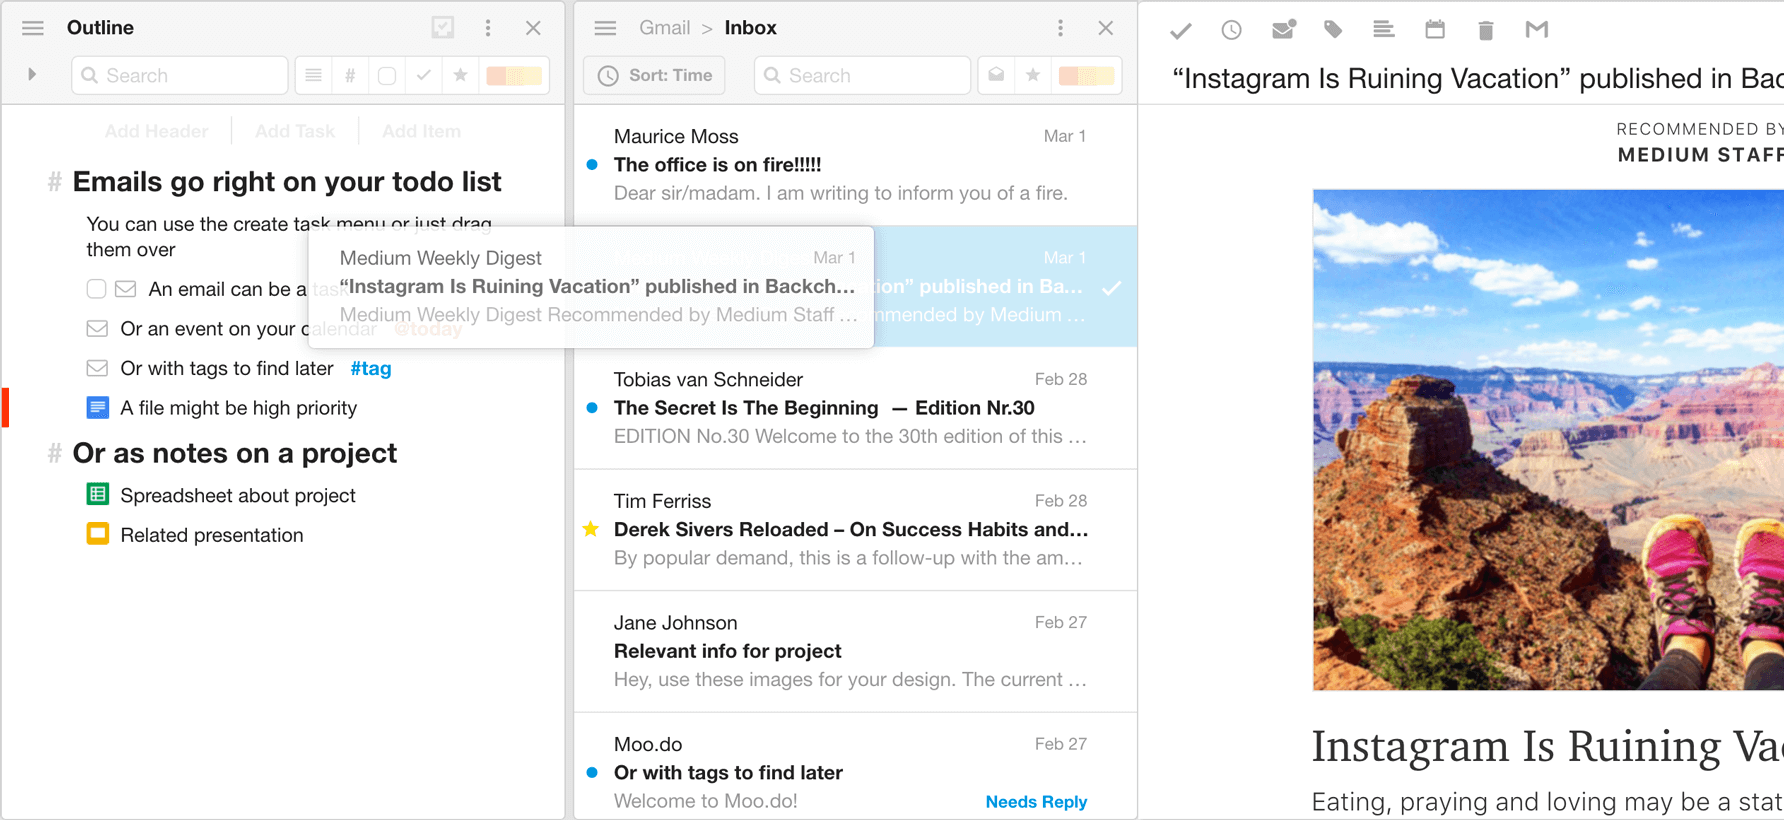 Outline
Search
#
Add Header
Add Task
Add Item
# Emails go right on your todo list
You can use the create task menu or just drag
them over
An email can be a task
Or an event on your calendar @today
Or with tags to find later #tag
A file might be high priority
# Or as notes on a project
Spreadsheet about project
Related presentation
Medium Weekly Digest Mar 1
“Instagram Is Ruining Vacation” published in Backch...
Medium Weekly Digest Recommended by Medium Staff ...
Gmail > Inbox
Sort: Time
Search
Maurice Moss Mar 1
The office is on fire!!!!!
Dear sir/madam. I am writing to inform you of a fire.
Medium Weekly Digest Mar 1
ation” published in Ba...
mmended by Medium ...
Tobias van Schneider Feb 28
The Secret Is The Beginning — Edition Nr.30
EDITION No.30 Welcome to the 30th edition of this ...
Tim Ferriss Feb 28
Derek Sivers Reloaded – On Success Habits and...
By popular demand, this is a follow-up with the am...
Jane Johnson Feb 27
Relevant info for project
Hey, use these images for your design. The current ...
Moo.do Feb 27
Or with tags to find later
Welcome to Moo.do! Needs Reply
“Instagram Is Ruining Vacation” published in Bac
RECOMMENDED BY
MEDIUM STAFF
Instagram Is Ruining Vac
Eating, praying and loving may be a stat